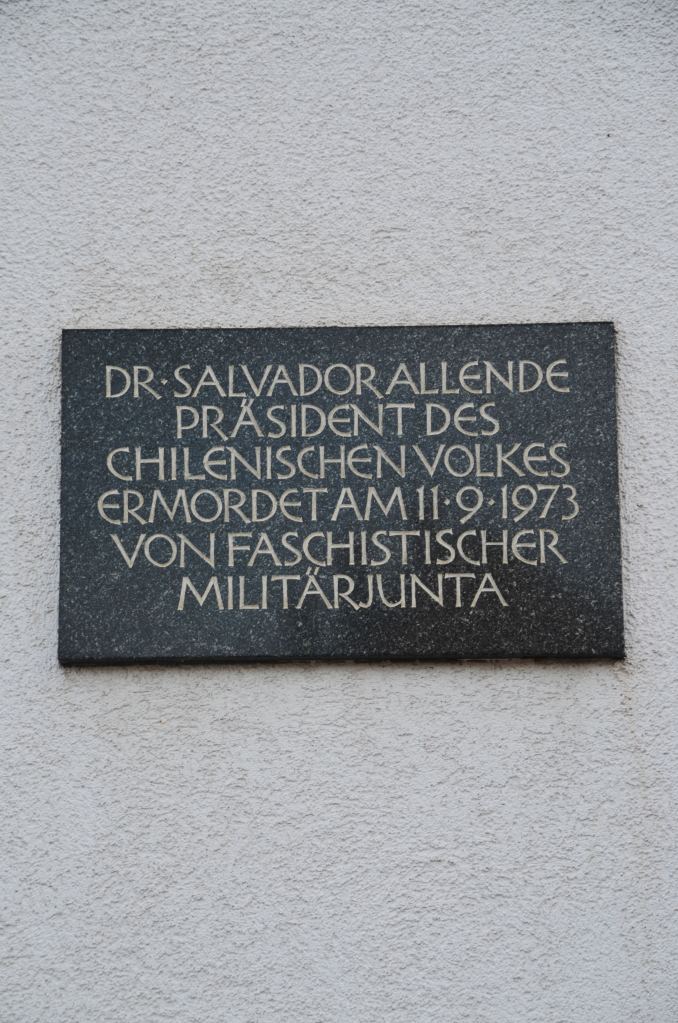 DR·SALVADOR ALLENDE
PRÄSIDENT DES
CHILENISCHEN VOLKES
ERMORDET AM 11·9·1973
VON FASCHISTISCHER
MILITÄRJUNTA